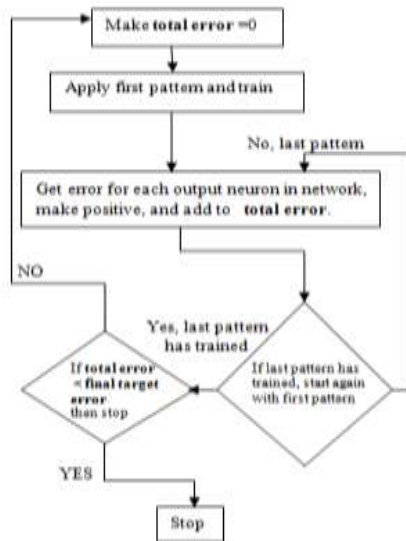 Make total error =0
Apply first pattern and train
No, last pattern
Get error for each output neuron in network,
make positive, and add to total error.
NO
Yes, last pattern
has trained
If total error
< final target
error
then stop
If last pattern has
trained, start again
with first pattern
YES
Stop